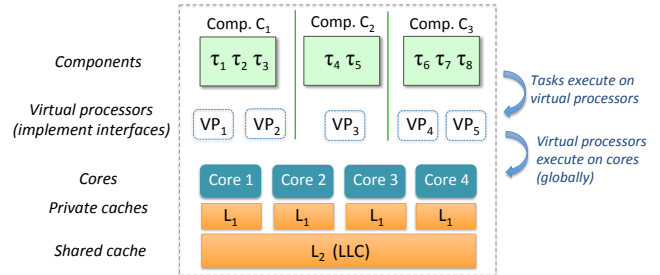 Comp. C1 Comp. C2 Comp. C3
Components τ1 τ2 τ3 τ4 τ5 τ6 τ7 τ8
Tasks execute on
virtual processors
Virtual processors
(implement interfaces)
VP1 VP2 VP3 VP4 VP5
Virtual processors
execute on cores
(globally)
Cores Core 1 Core 2 Core 3 Core 4
Private caches L1 L1 L1 L1
Shared cache L2 (LLC)